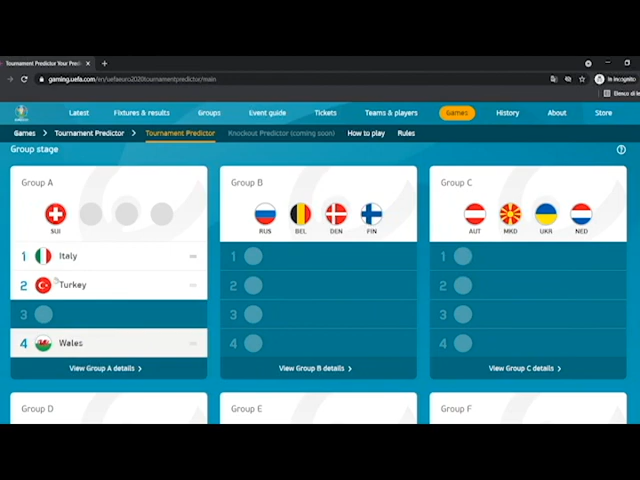 Tournament Predictor Your Pred
In Incognito
gaming.uefa.com/en/uefaeuro2020tournamentpredictor/main
Elenco di le
Latest Fixtures & results Groups Event guide Tickets Teams & players Games History About Store
Games > Tournament Predictor > Tournament Predictor Knockout Predictor (coming soon) How to play Rules
Group stage
Group A
SUI
1 Italy
2 Turkey
3
4 Wales
View Group A details >
Group B
RUS BEL DEN FIN
1
2
3
4
View Group B details >
Group C
AUT MKD UKR NED
1
2
3
4
View Group C details >
Group D
Group E
Group F